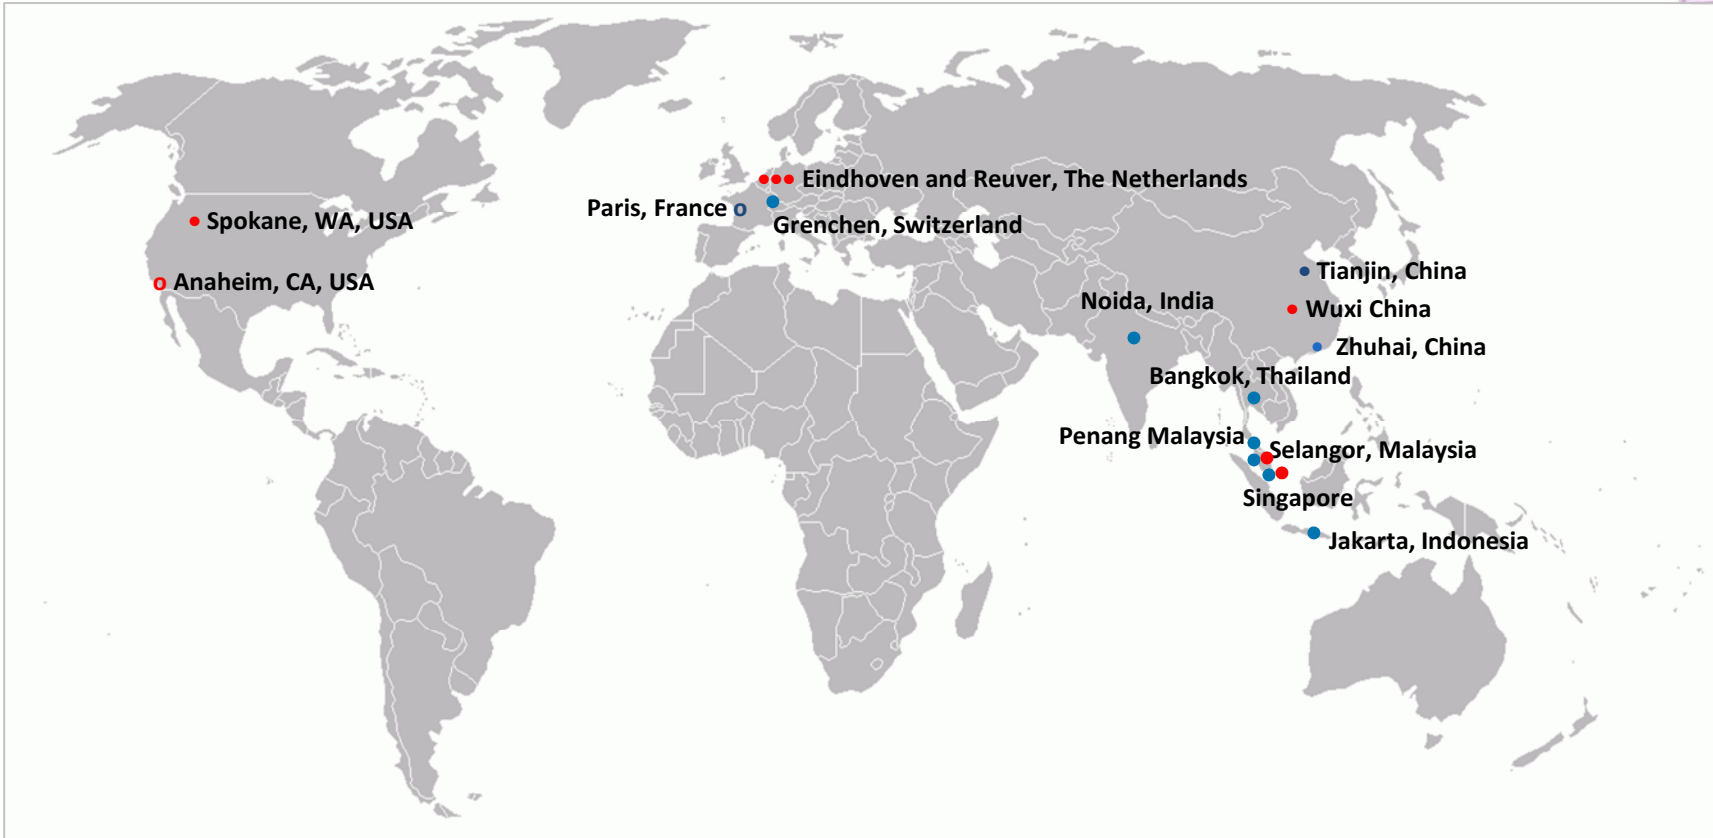 Eindhoven and Reuver, The Netherlands
Paris, France o
Spokane, WA, USA
Grenchen, Switzerland
Tianjin, China
o Anaheim, CA, USA
Noida, India
Wuxi China
Zhuhai, China
Bangkok, Thailand
Penang Malaysia
Selangor, Malaysia
Singapore
Jakarta, Indonesia